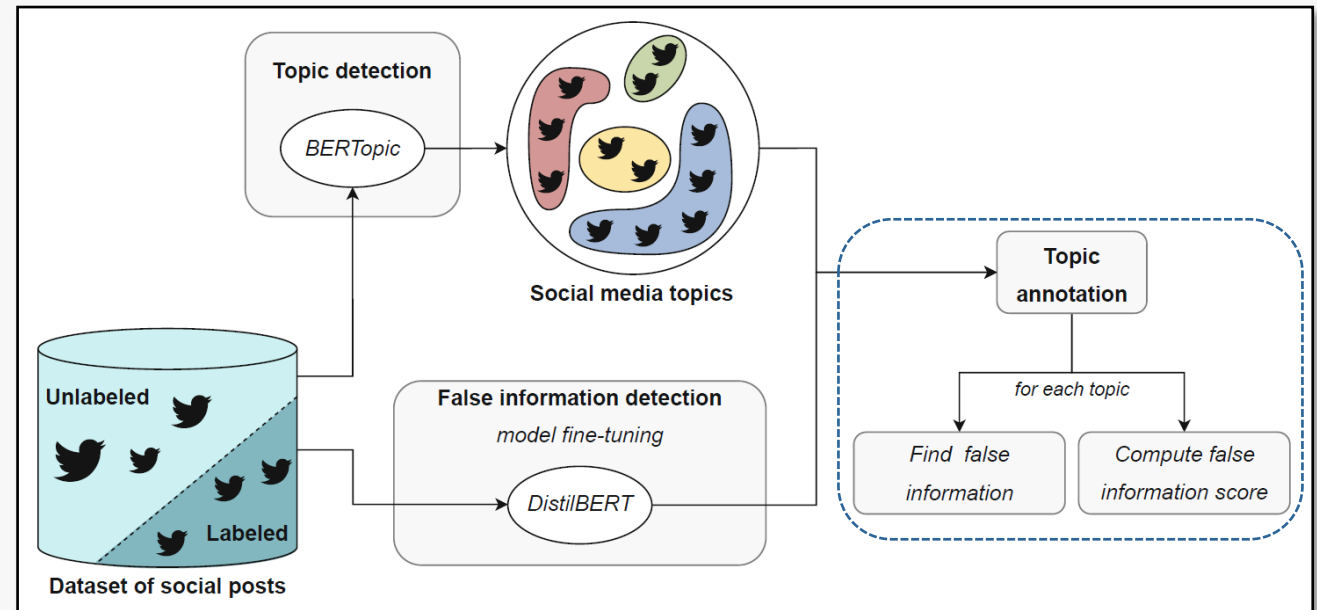 Topic detection
BERTopic
Social media topics
Unlabeled
Labeled
Dataset of social posts
False information detection
model fine-tuning
DistilBERT
Topic
annotation
for each topic
Find false
information
Compute false
information score